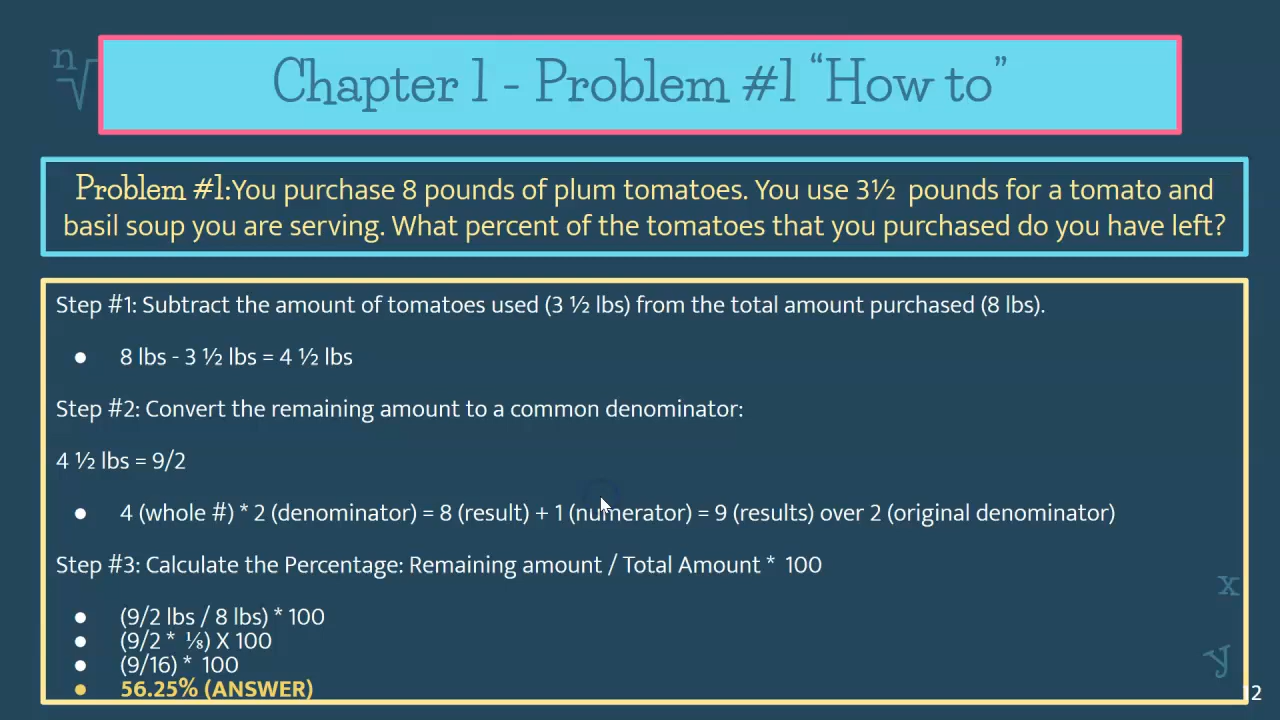 n
√
Chapter 1 - Problem #1 “How to”
Problem #1:You purchase 8 pounds of plum tomatoes. You use 3½ pounds for a tomato and
basil soup you are serving. What percent of the tomatoes that you purchased do you have left?
Step #1: Subtract the amount of tomatoes used (3 ½ lbs) from the total amount purchased (8 lbs).
● 8 lbs - 3 ½ lbs = 4 ½ lbs
Step #2: Convert the remaining amount to a common denominator:
4 ½ lbs = 9/2
● 4 (whole #) * 2 (denominator) = 8 (result) + 1 (numerator) = 9 (results) over 2 (original denominator)
Step #3: Calculate the Percentage: Remaining amount / Total Amount * 100
● (9/2 lbs / 8 lbs) * 100
● (9/2 * ⅛) X 100
● (9/16) * 100
● 56.25% (ANSWER)
x
y
12